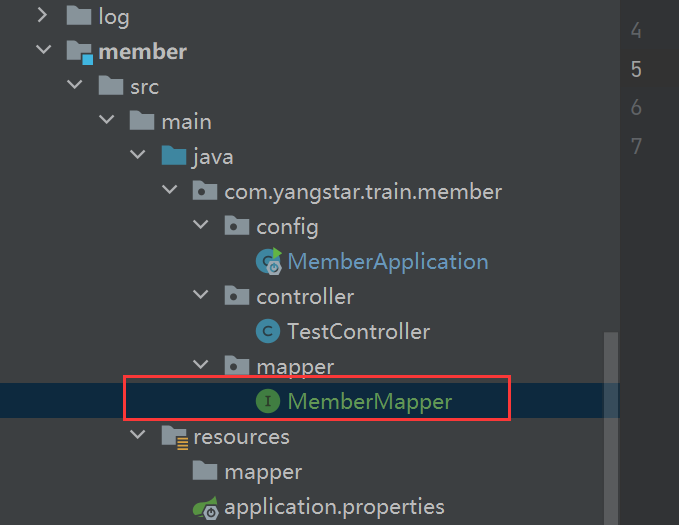 log
member
src
main
java
com.yangstar.train.member
config
MemberApplication
controller
TestController
mapper
MemberMapper
resources
mapper
application.properties
4
5
6
7